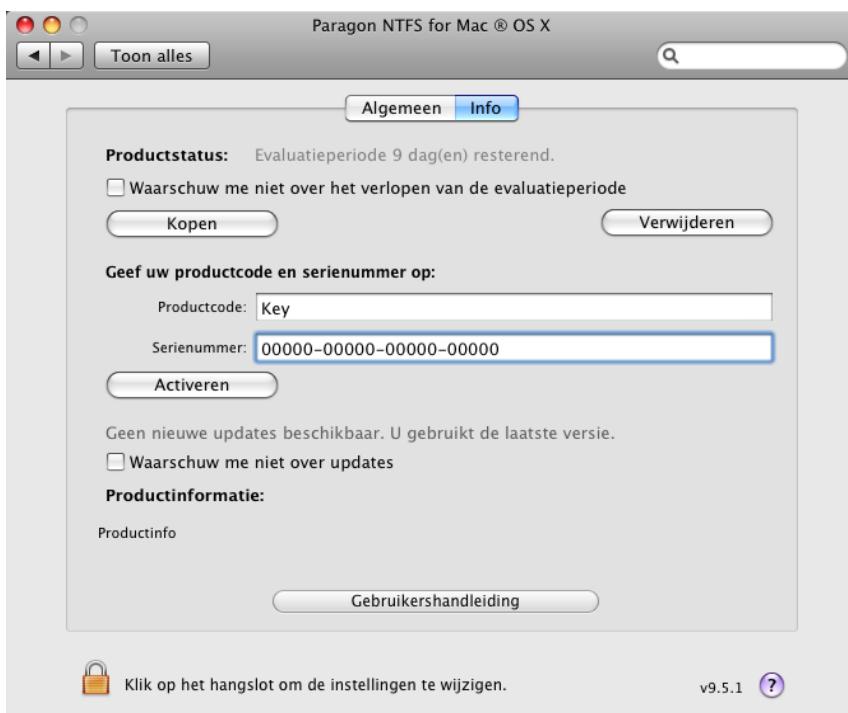 Paragon NTFS for Mac ® OS X
Toon alles
Algemeen Info
Productstatus: Evaluatieperiode 9 dag(en) resterend.
Waarschuw me niet over het verlopen van de evaluatieperiode
Kopen Verwijderen
Geef uw productcode en serienummer op:
Productcode: Key
Serienummer: 00000-00000-00000-00000
Activeren
Geen nieuwe updates beschikbaar. U gebruikt de laatste versie.
Waarschuw me niet over updates
Productinformatie:
Productinfo
Gebruikershandleiding
Klik op het hangslot om de instellingen te wijzigen. v9.5.1 ?